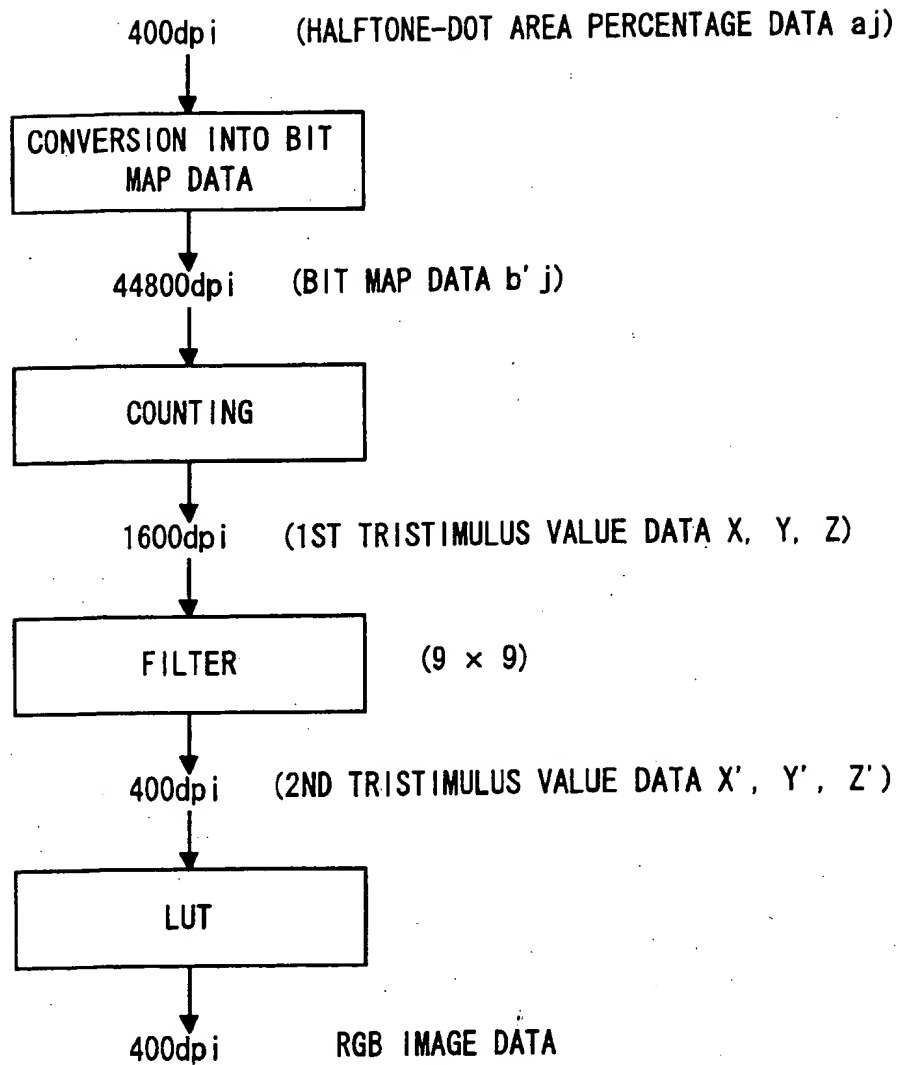 400dpi (HALFTONE-DOT AREA PERCENTAGE DATA aj)
CONVERSION INTO BIT
MAP DATA
44800dpi (BIT MAP DATA b'j)
COUNTING
1600dpi (1ST TRISTIMULUS VALUE DATA X, Y, Z)
FILTER (9 × 9)
400dpi (2ND TRISTIMULUS VALUE DATA X', Y', Z')
LUT
400dpi RGB IMAGE DATA